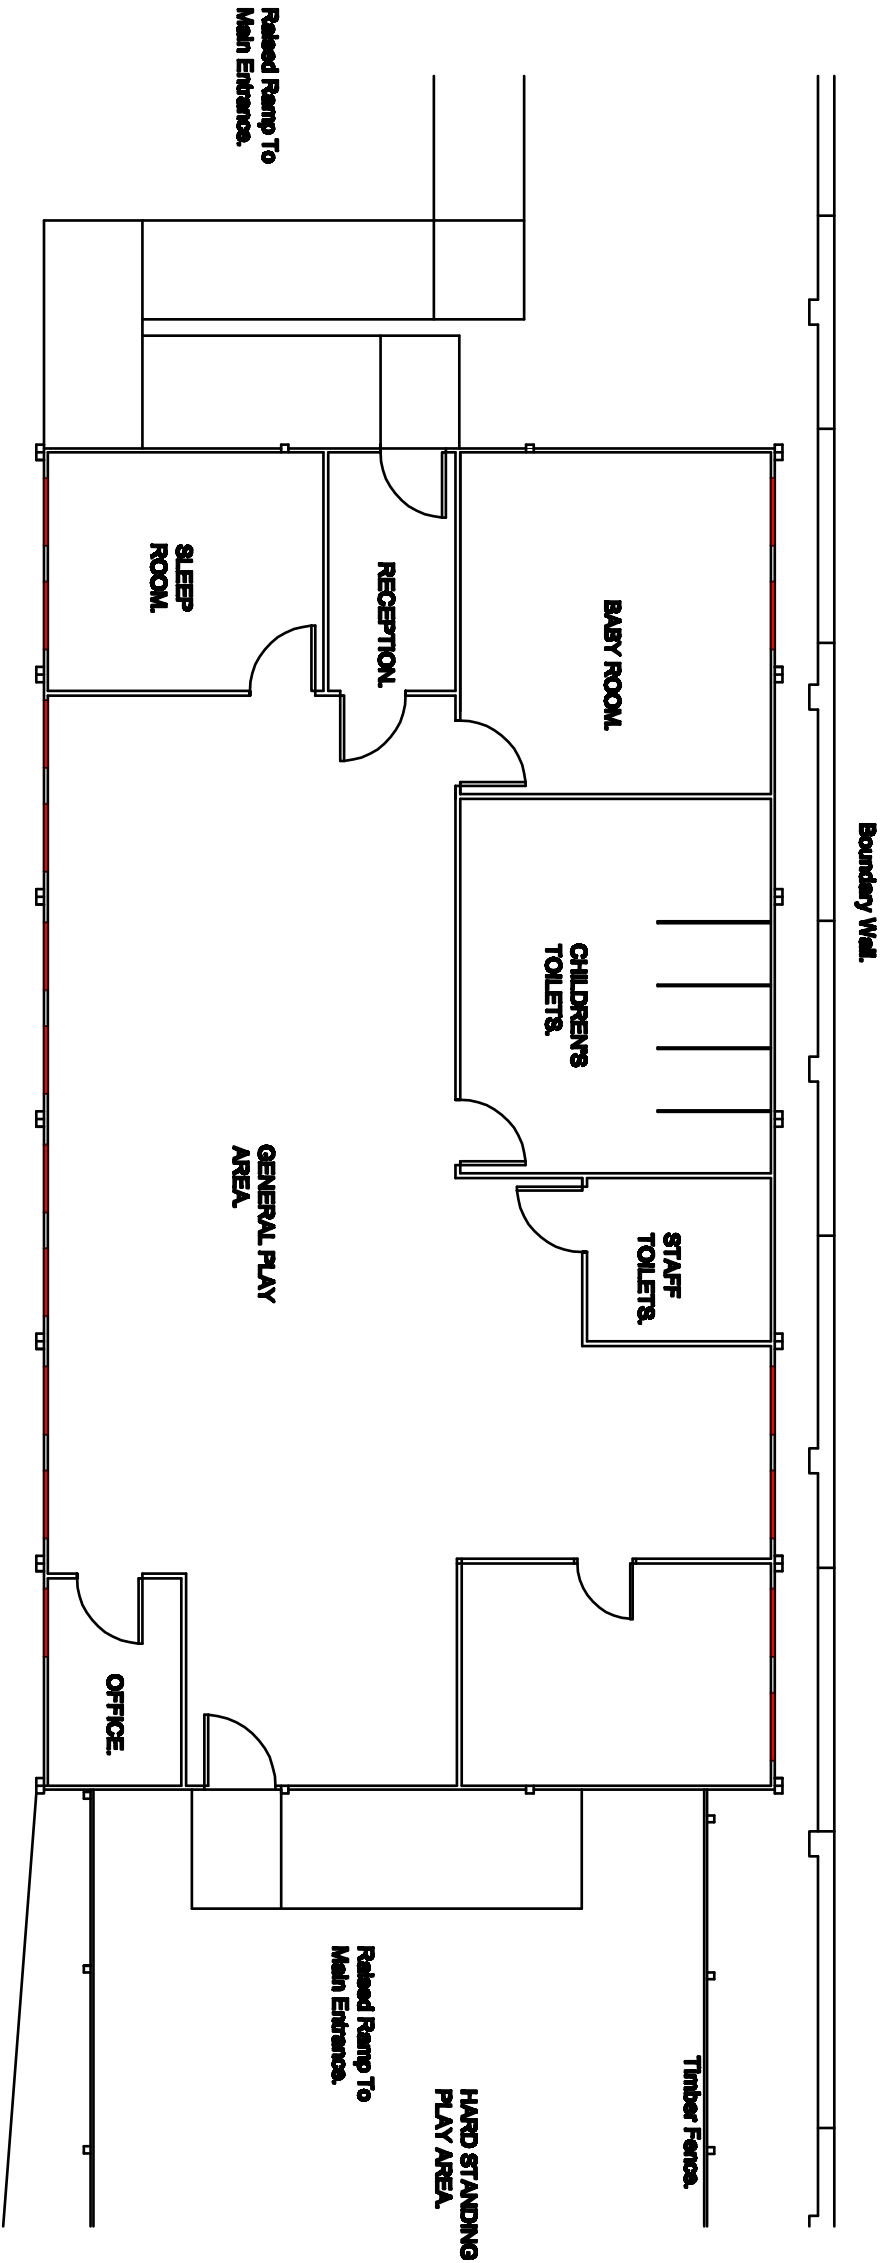 Boundary Wall.
Raised Ramp To
Main Entrance.
BABY ROOM.
RECEPTION.
SLEEP
ROOM.
CHILDREN'S
TOILETS.
STAFF
TOILETS.
GENERAL PLAY
AREA.
OFFICE.
Timber Fence.
Raised Ramp To
Main Entrance.
HARD STANDING
PLAY AREA.